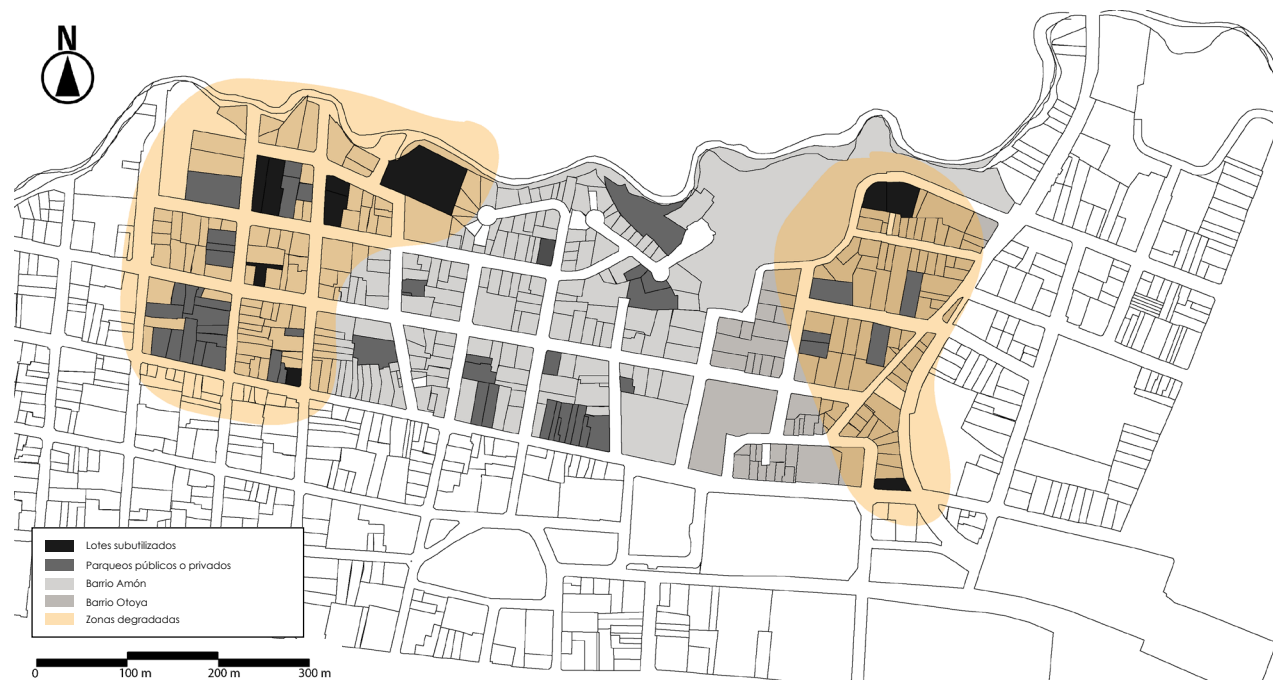 N
Lotes subutilizados
Parqueos públicos o privados
Barrio Amón
Barrio Otoya
Zonas degradadas
0 100 m 200 m 300 m